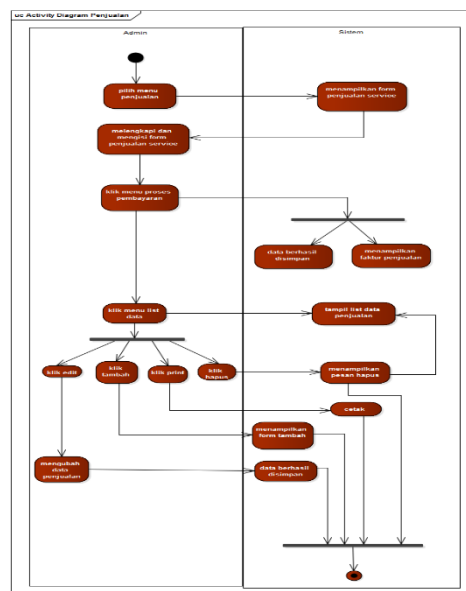 uc Activity Diagram Penjualan
Admin
Sistem
pilih menu
penjualan
menampilkan form
penjualan service
melengkapi dan
mengisi form
penjualan service
klik menu proses
pembayaran
data berhasil
disimpan
menampilkan
faktur penjualan
klik menu list
data
tampil list data
penjualan
klik edit
klik
tambah
klik print
klik
hapus
menampilkan
pesan hapus
cetak
menampilkan
form tambah
mengubah
data
penjualan
data berhasil
disimpan